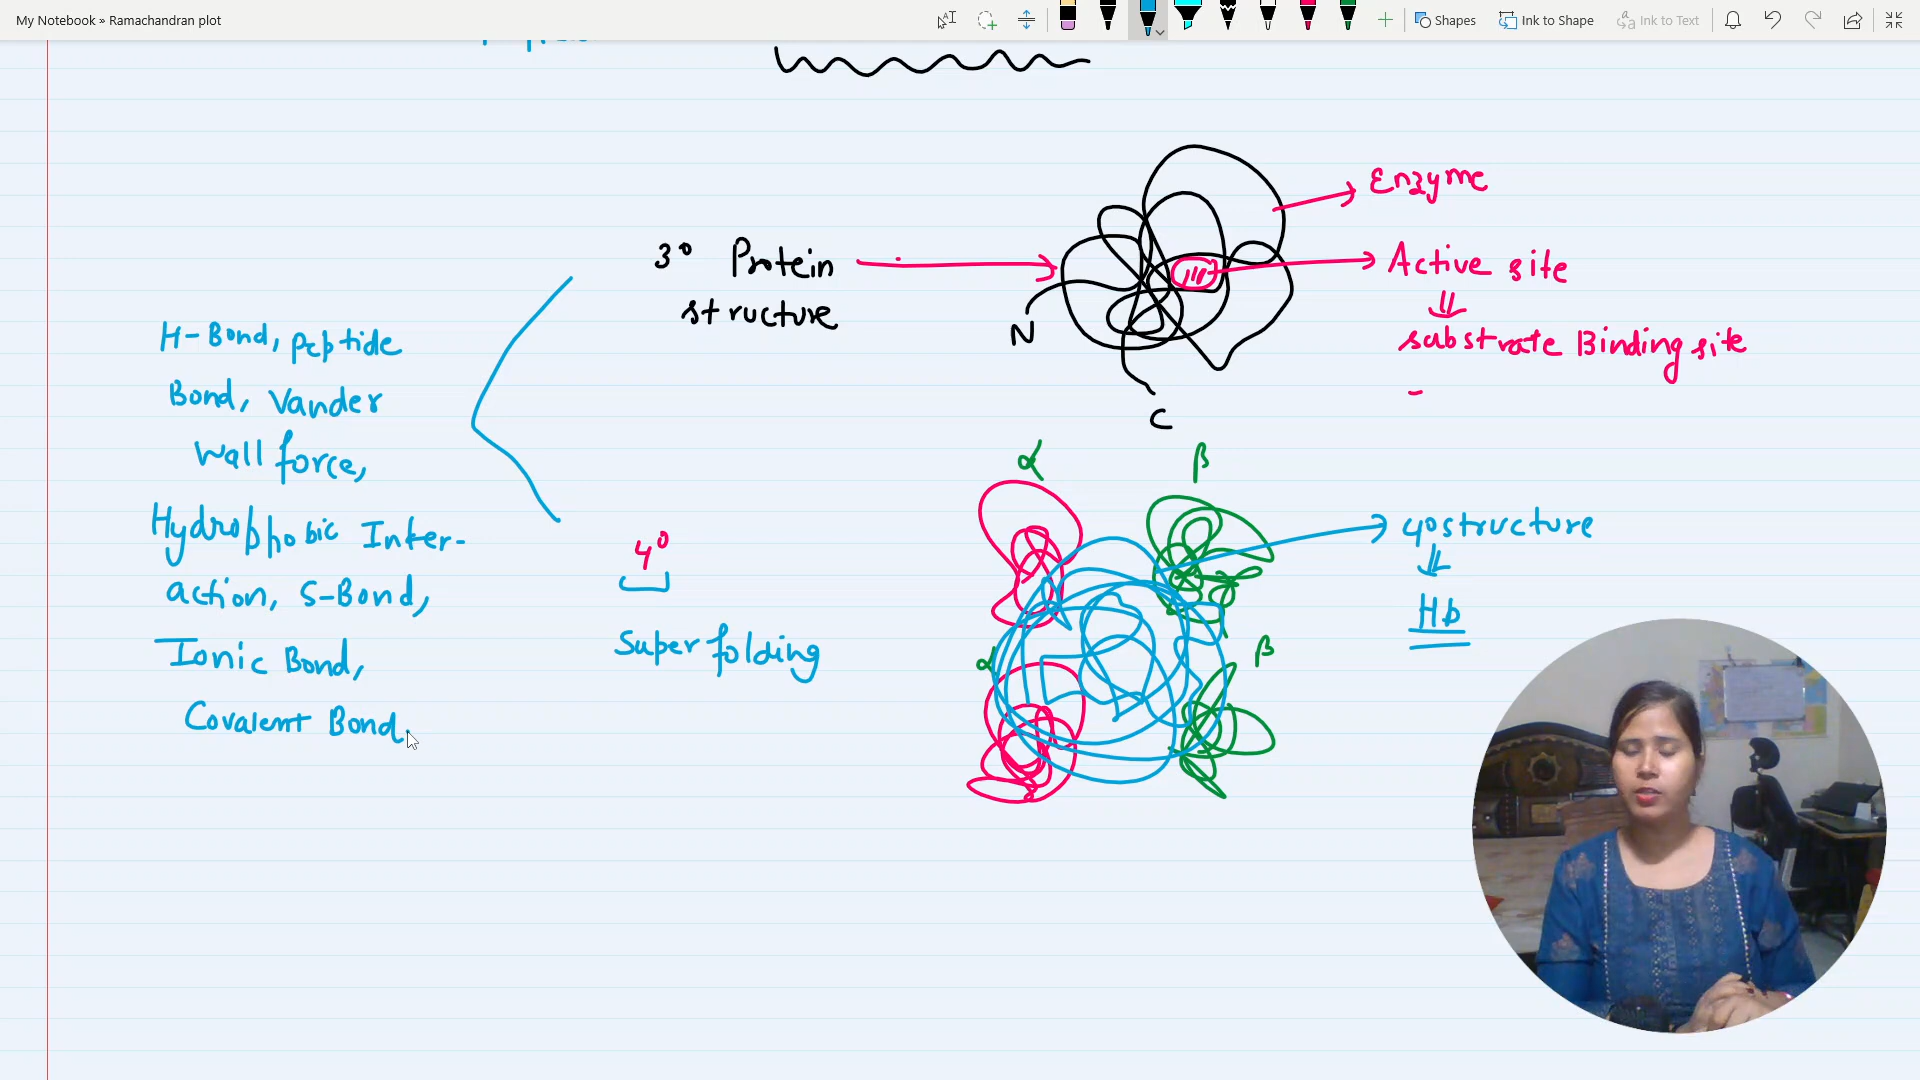 My Notebook » Ramachandran plot
Shapes
Ink to Shape
Ink to Text
Enzyme
3° Protein
structure
Active site
substrate Binding site
N
C
H-Bond, peptide
Bond, Vander
Wall force,
Hydrophobic Inter-
action, S-Bond,
Ionic Bond,
Covalent Bond,
α
β
4°
Super folding
4° structure
Hb
α
β